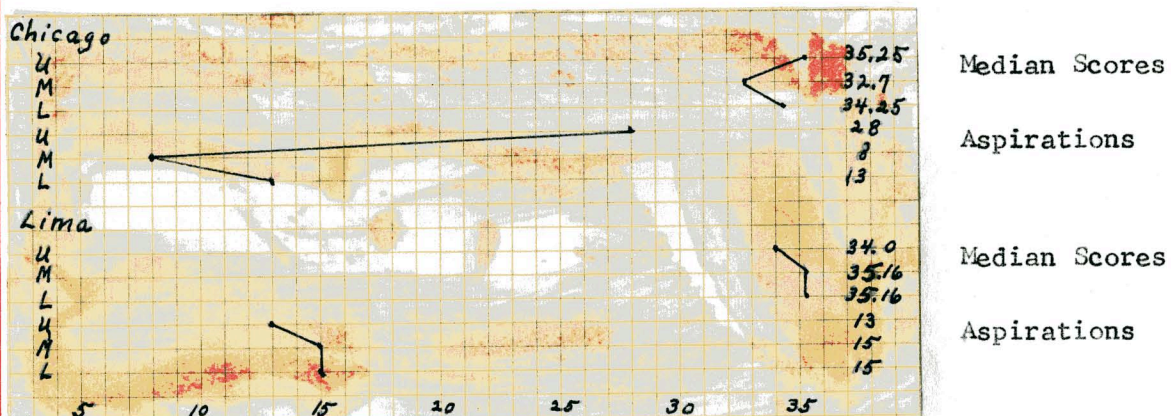 Chicago
U 35.25
Median Scores
M 32.7
L 34.25
U 28
Aspirations
M 8
L 13
Lima
U 34.0
Median Scores
M 35.16
L 35.16
U 13
Aspirations
M 15
L 15
5 10 15 20 25 30 35